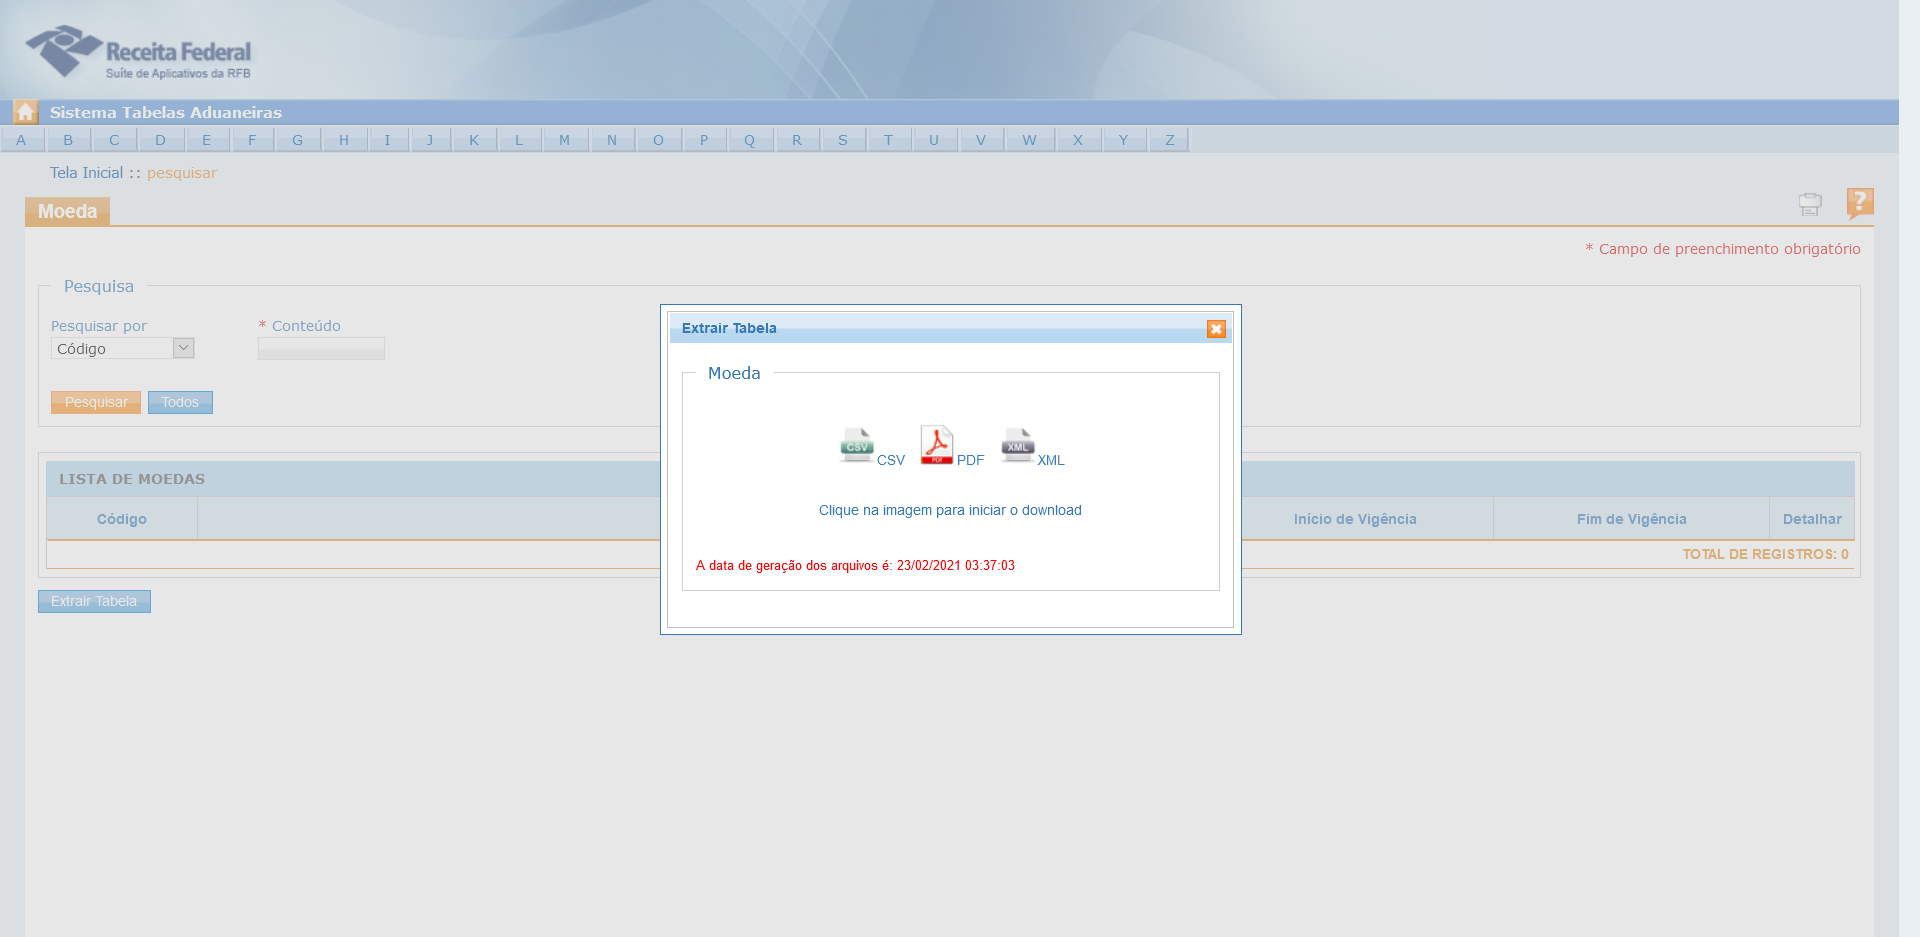 Receita Federal
Suíte de Aplicativos da RFB
Sistema Tabelas Aduaneiras
A B C D E F G H I J K L M N O P Q R S T U V W X Y Z
Tela Inicial :: pesquisar
Moeda
?
* Campo de preenchimento obrigatório
Pesquisa
Pesquisar por * Conteúdo
Código
Pesquisar Todos
Extrair Tabela
Moeda
CSV CSV PDF PDF XML XML
Clique na imagem para iniciar o download
A data de geração dos arquivos é: 23/02/2021 03:37:03
LISTA DE MOEDAS
Código Início de Vigência Fim de Vigência Detalhar
TOTAL DE REGISTROS: 0
Extrair Tabela